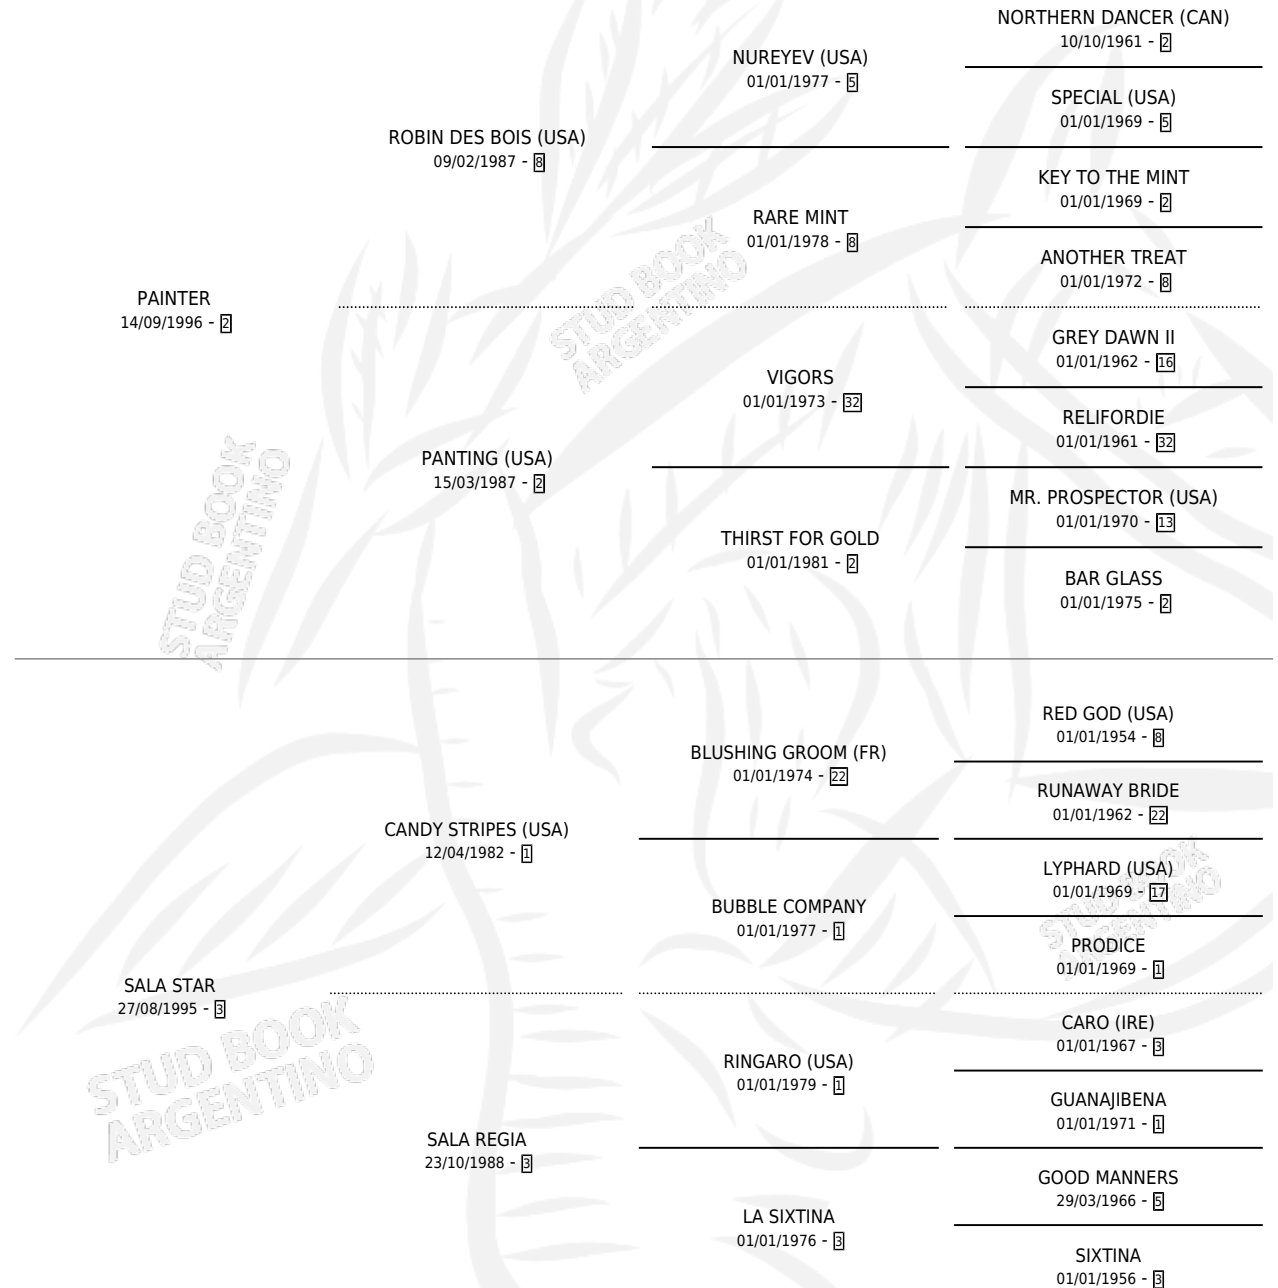 NORTHERN DANCER (CAN)
10/10/1961 - 2
NUREYEV (USA)
01/01/1977 - 5
SPECIAL (USA)
01/01/1969 - 5
ROBIN DES BOIS (USA)
09/02/1987 - 8
KEY TO THE MINT
01/01/1969 - 2
RARE MINT
01/01/1978 - 8
ANOTHER TREAT
01/01/1972 - 8
PAINTER
14/09/1996 - 2
GREY DAWN II
01/01/1962 - 16
VIGORS
01/01/1973 - 32
RELIFORDIE
01/01/1961 - 32
PANTING (USA)
15/03/1987 - 2
MR. PROSPECTOR (USA)
01/01/1970 - 13
THIRST FOR GOLD
01/01/1981 - 2
BAR GLASS
01/01/1975 - 2
RED GOD (USA)
01/01/1954 - 8
BLUSHING GROOM (FR)
01/01/1974 - 22
RUNAWAY BRIDE
01/01/1962 - 22
CANDY STRIPES (USA)
12/04/1982 - 1
LYPHARD (USA)
01/01/1969 - 17
BUBBLE COMPANY
01/01/1977 - 1
PRODICE
01/01/1969 - 1
SALA STAR
27/08/1995 - 3
CARO (IRE)
01/01/1967 - 3
RINGARO (USA)
01/01/1979 - 1
GUANAJIBENA
01/01/1971 - 1
SALA REGIA
23/10/1988 - 3
GOOD MANNERS
29/03/1966 - 5
LA SIXTINA
01/01/1976 - 3
SIXTINA
01/01/1956 - 3
STUD BOOK
ARGENTINO
STUD BOOK
ARGENTINO
STUD BOOK
ARGENTINO
STUD BOOK
ARGENTINO